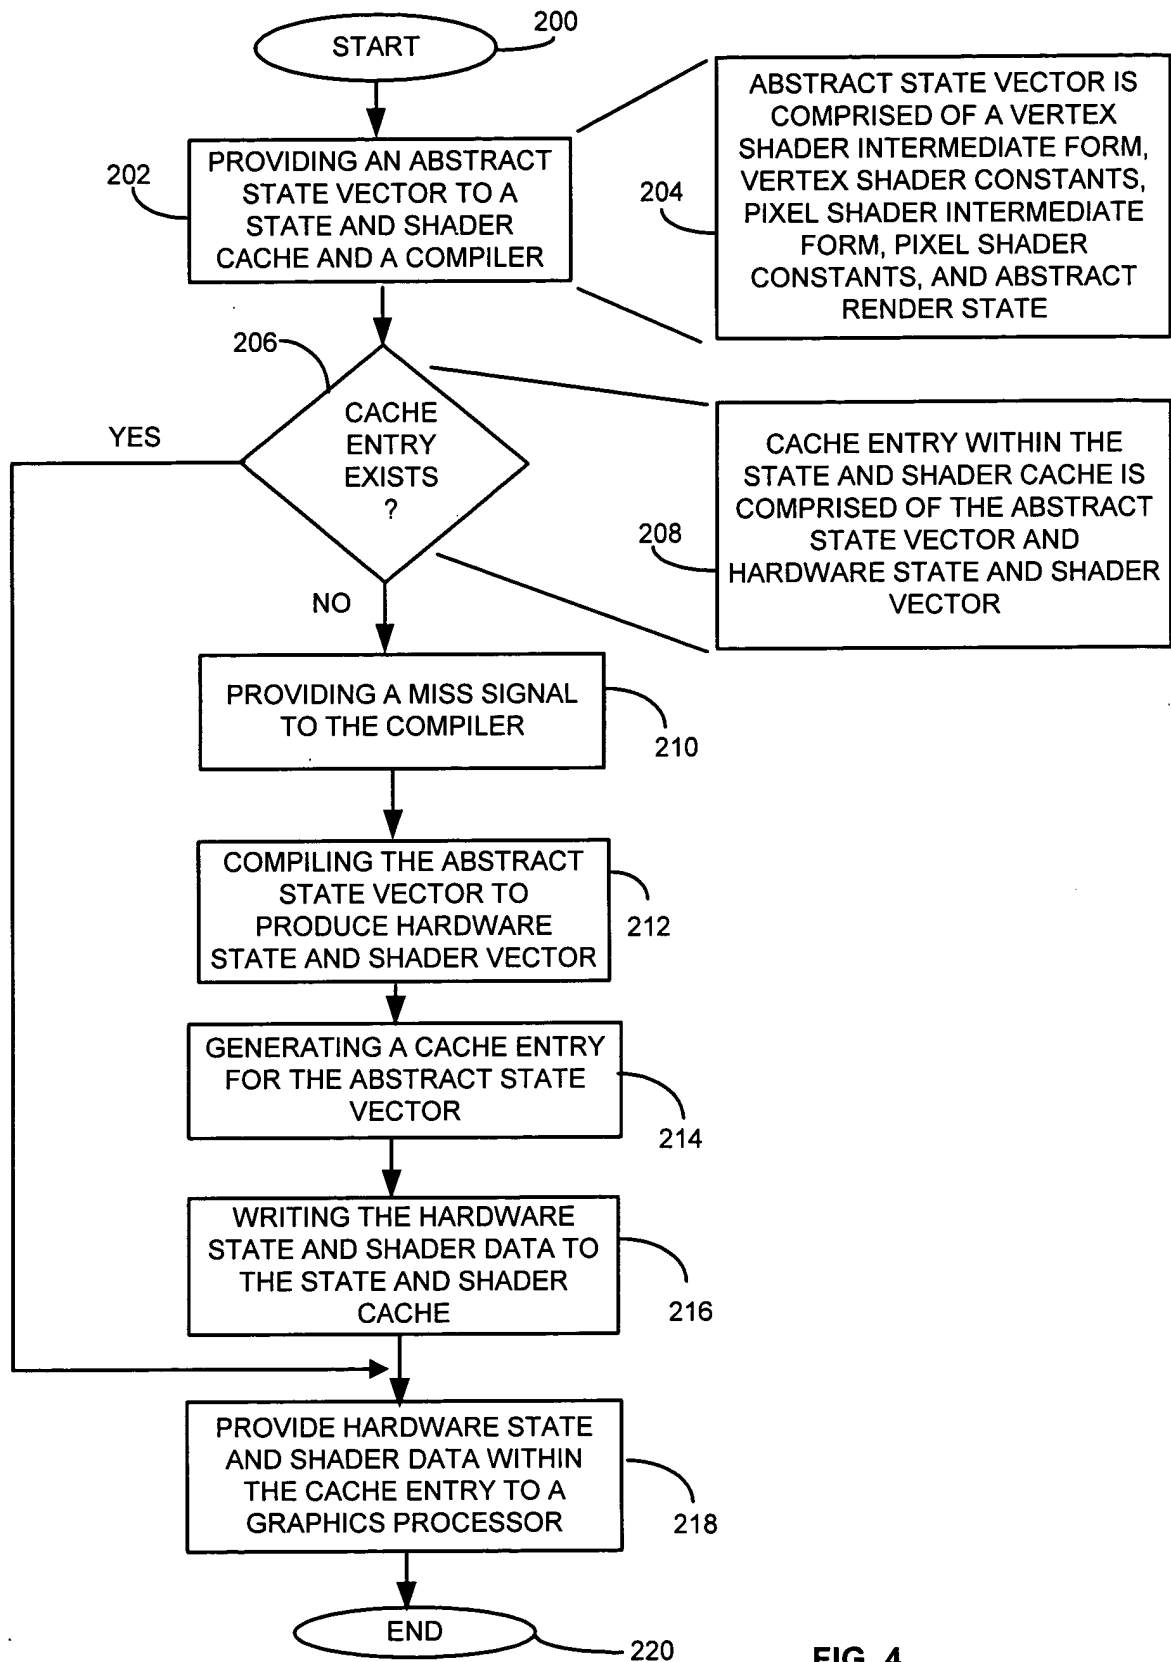 START
200
202
PROVIDING AN ABSTRACT
STATE VECTOR TO A
STATE AND SHADER
CACHE AND A COMPILER
204
ABSTRACT STATE VECTOR IS
COMPRISED OF A VERTEX
SHADER INTERMEDIATE FORM,
VERTEX SHADER CONSTANTS,
PIXEL SHADER INTERMEDIATE
FORM, PIXEL SHADER
CONSTANTS, AND ABSTRACT
RENDER STATE
206
CACHE
ENTRY
EXISTS
?
YES
NO
208
CACHE ENTRY WITHIN THE
STATE AND SHADER CACHE IS
COMPRISED OF THE ABSTRACT
STATE VECTOR AND
HARDWARE STATE AND SHADER
VECTOR
PROVIDING A MISS SIGNAL
TO THE COMPILER
210
COMPILING THE ABSTRACT
STATE VECTOR TO
PRODUCE HARDWARE
STATE AND SHADER VECTOR
212
GENERATING A CACHE ENTRY
FOR THE ABSTRACT STATE
VECTOR
214
WRITING THE HARDWARE
STATE AND SHADER DATA TO
THE STATE AND SHADER
CACHE
216
PROVIDE HARDWARE STATE
AND SHADER DATA WITHIN
THE CACHE ENTRY TO A
GRAPHICS PROCESSOR
218
END
220
FIG. 4